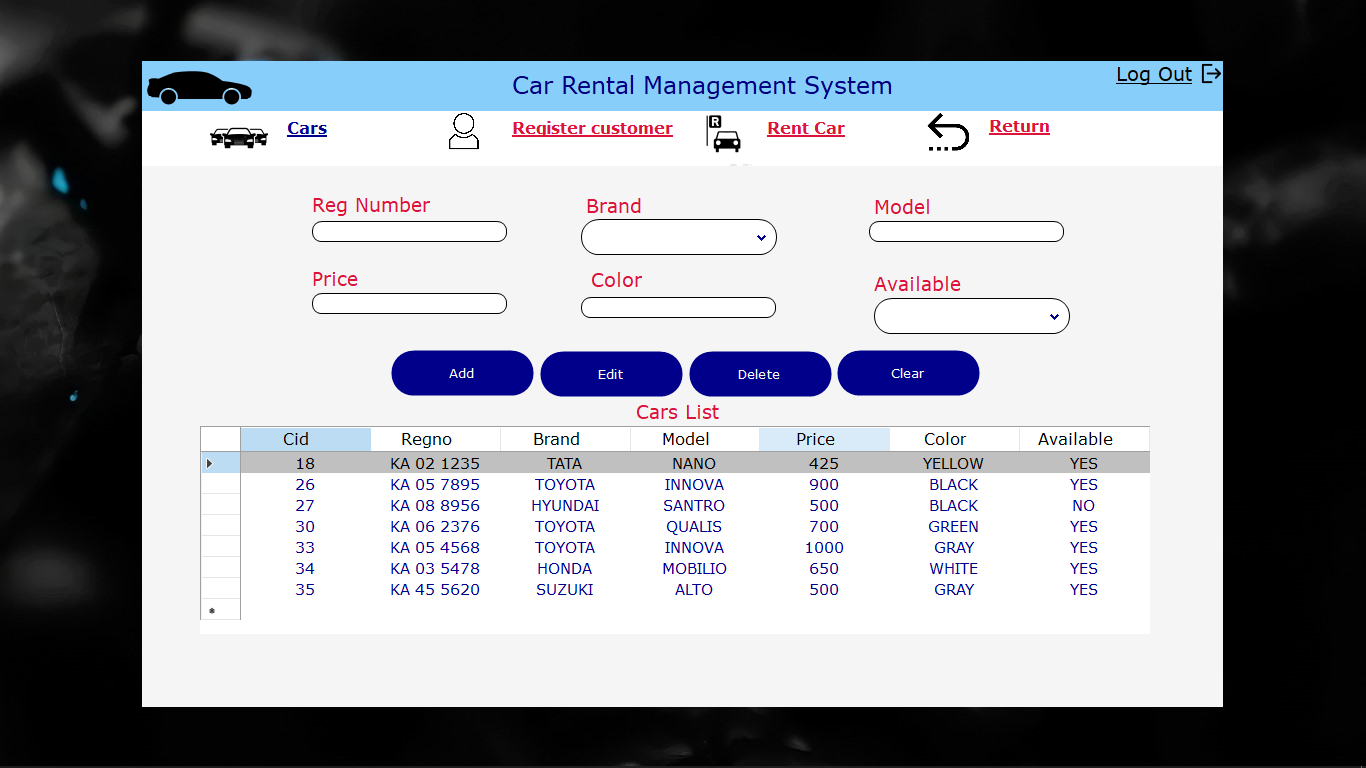 Car Rental Management System
Log Out
Cars
Register customer
R
Rent Car
Return
Reg Number
Brand
Model
Price
Color
Available
Add
Edit
Delete
Clear
Cars List
Cid Regno Brand Model Price Color Available
18 KA 02 1235 TATA NANO 425 YELLOW YES
26 KA 05 7895 TOYOTA INNOVA 900 BLACK YES
27 KA 08 8956 HYUNDAI SANTRO 500 BLACK NO
30 KA 06 2376 TOYOTA QUALIS 700 GREEN YES
33 KA 05 4568 TOYOTA INNOVA 1000 GRAY YES
34 KA 03 5478 HONDA MOBILIO 650 WHITE YES
35 KA 45 5620 SUZUKI ALTO 500 GRAY YES